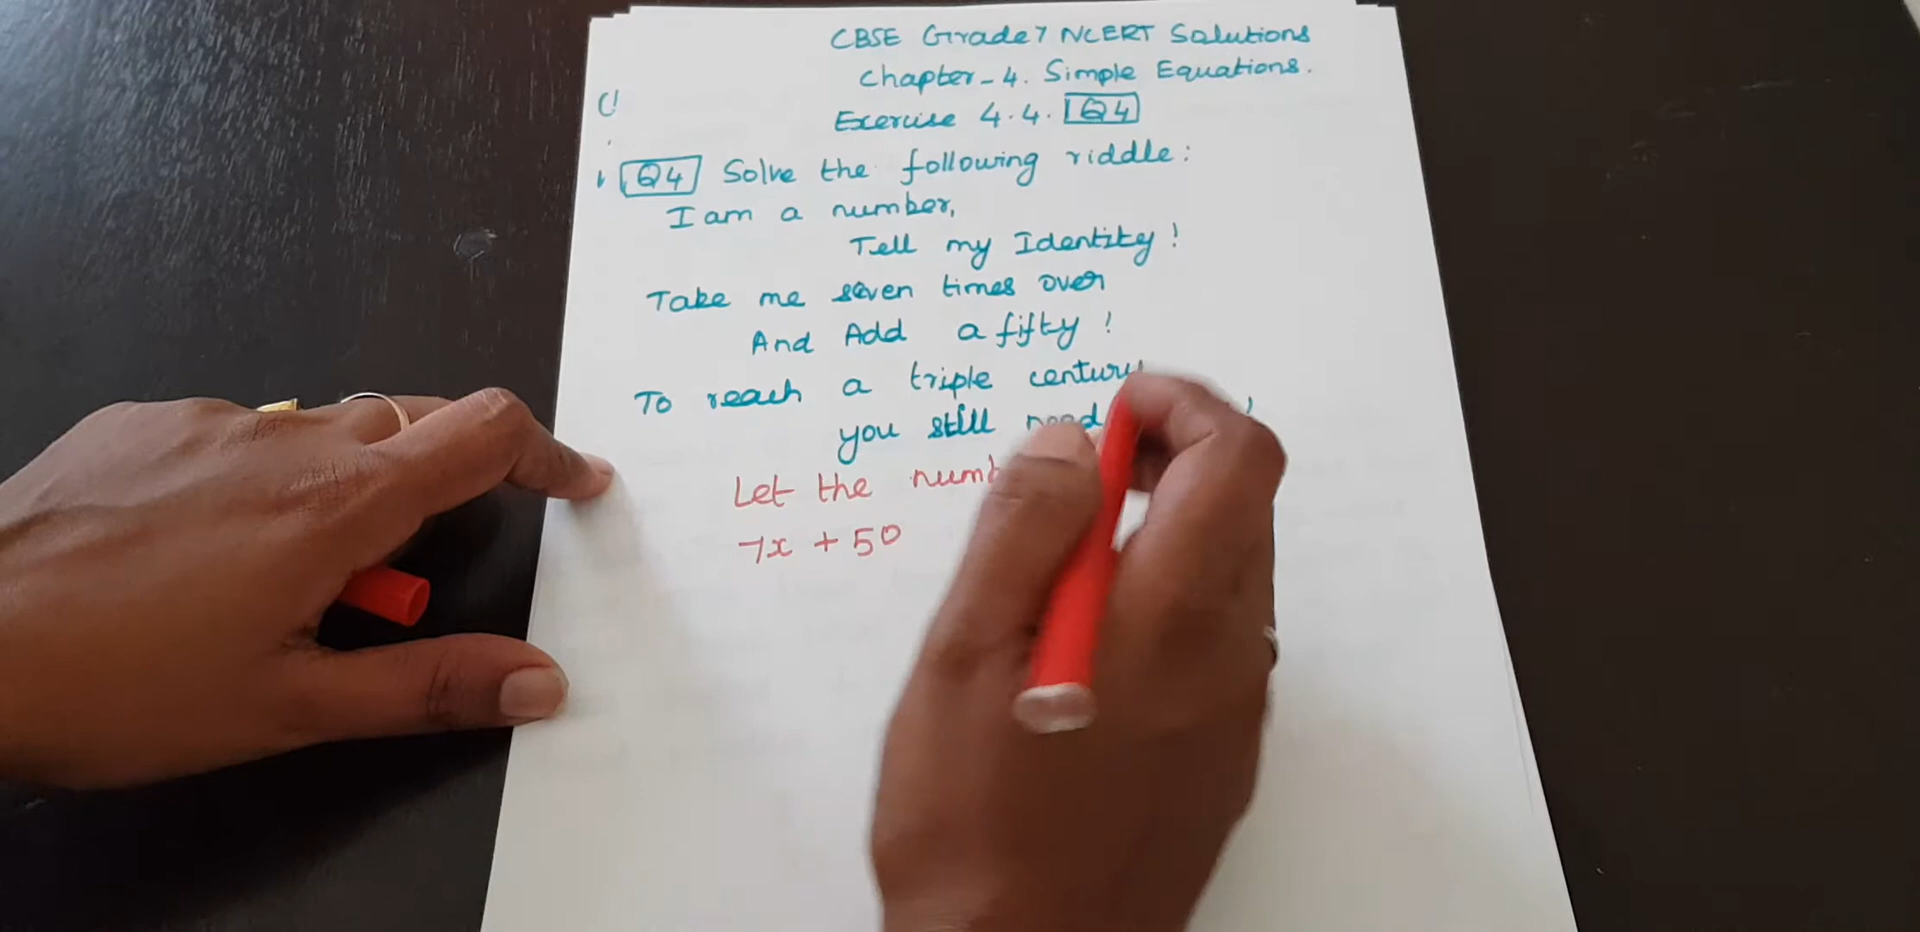 CBSE Grade 7 NCERT Solutions
Chapter-4. Simple Equations.
Exercise 4.4. Q4
Q4 Solve the following riddle:
I am a number,
Tell my Identity!
Take me seven times over
And Add a fifty!
To reach a triple century
you still need
Let the
7x + 50